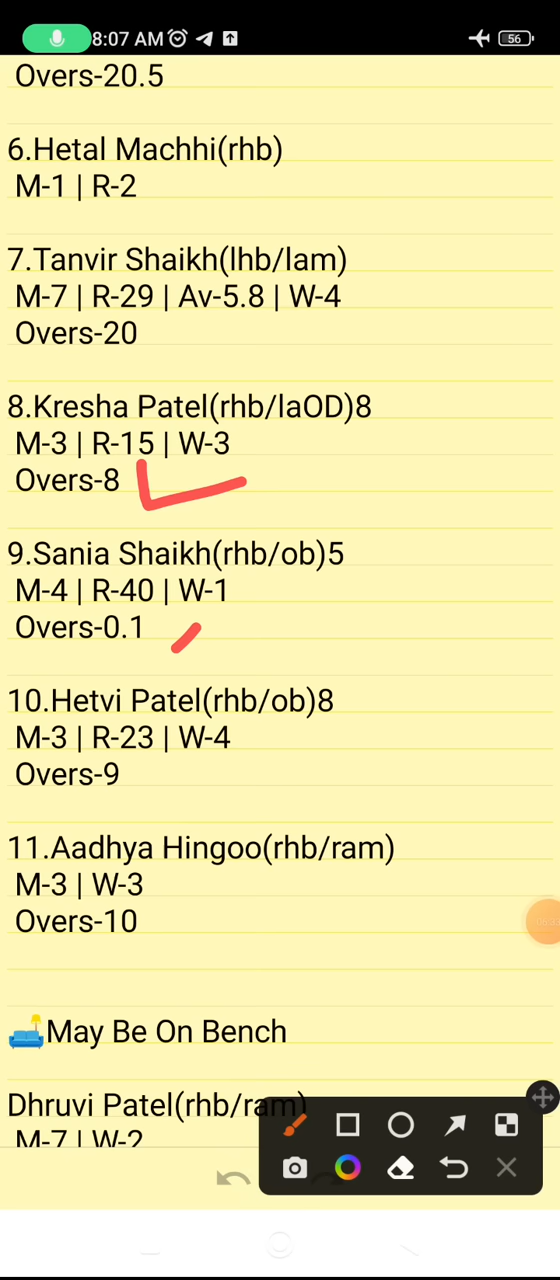 8:07 AM
56
Overs-20.5
6.Hetal Machhi(rhb)
M-1 | R-2
7.Tanvir Shaikh(lhb/lam)
M-7 | R-29 | Av-5.8 | W-4
Overs-20
8.Kresha Patel(rhb/laOD)8
M-3 | R-15 | W-3
Overs-8
9.Sania Shaikh(rhb/ob)5
M-4 | R-40 | W-1
Overs-0.1
10.Hetvi Patel(rhb/ob)8
M-3 | R-23 | W-4
Overs-9
11.Aadhya Hingoo(rhb/ram)
M-3 | W-3
Overs-10
🛋️May Be On Bench
Dhruvi Patel(rhb/ram)
M-7 | W-2